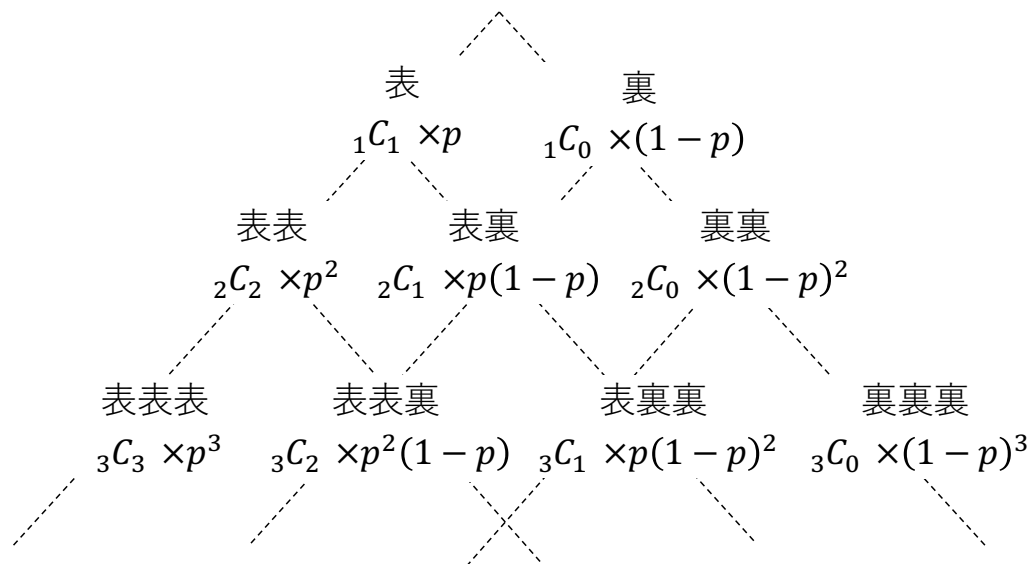 表 裏
₁C₁ ×p ₁C₀ ×(1 − p)
表表 表裏 裏裏
₂C₂ ×p² ₂C₁ ×p(1 − p) ₂C₀ ×(1 − p)²
表表表 表表裏 表裏裏 裏裏裏
₃C₃ ×p³ ₃C₂ ×p²(1 − p) ₃C₁ ×p(1 − p)² ₃C₀ ×(1 − p)³